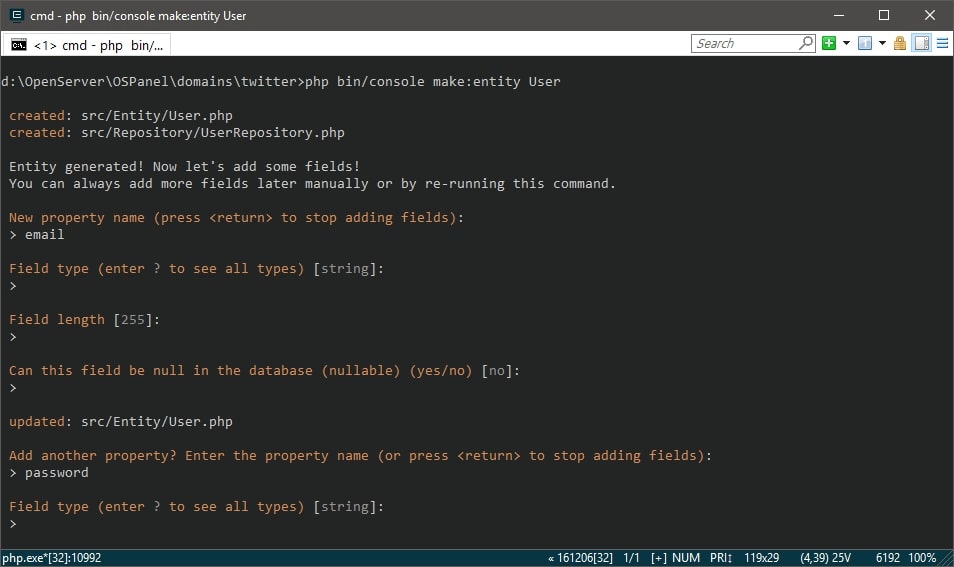 cmd - php  bin/console make:entity User
<1> cmd - php  bin/...
Search
d:\OpenServer\OSPanel\domains\twitter>php bin/console make:entity User
created: src/Entity/User.php
created: src/Repository/UserRepository.php
Entity generated! Now let's add some fields!
You can always add more fields later manually or by re-running this command.
New property name (press <return> to stop adding fields):
> email
Field type (enter ? to see all types) [string]:
>
Field length [255]:
>
Can this field be null in the database (nullable) (yes/no) [no]:
>
updated: src/Entity/User.php
Add another property? Enter the property name (or press <return> to stop adding fields):
> password
Field type (enter ? to see all types) [string]:
>
php.exe*[32]:10992 « 161206[32] 1/1 [+] NUM PRI↕ 119x29 (4,39) 25V 6192 100%